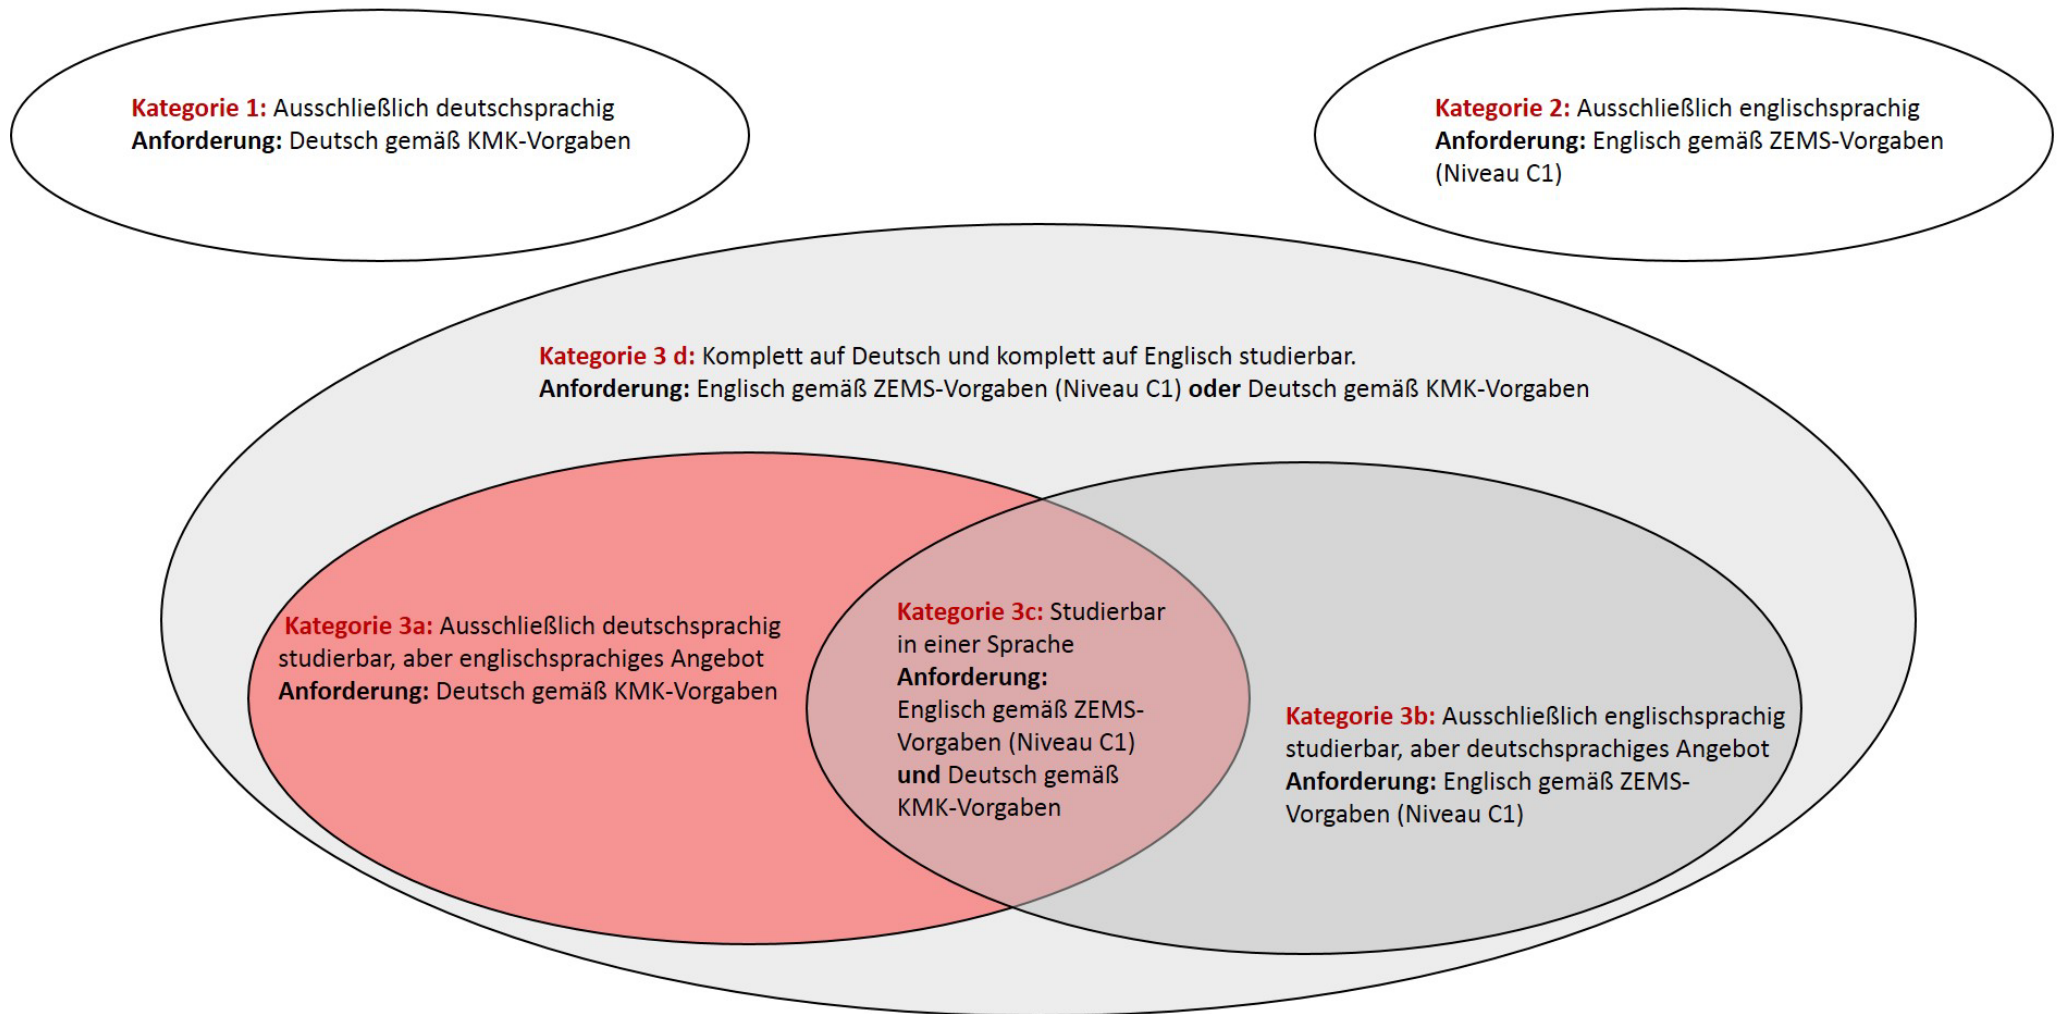 Kategorie 1: Ausschließlich deutschsprachig
Anforderung: Deutsch gemäß KMK-Vorgaben
Kategorie 2: Ausschließlich englischsprachig
Anforderung: Englisch gemäß ZEMS-Vorgaben
(Niveau C1)
Kategorie 3 d: Komplett auf Deutsch und komplett auf Englisch studierbar.
Anforderung: Englisch gemäß ZEMS-Vorgaben (Niveau C1) oder Deutsch gemäß KMK-Vorgaben
Kategorie 3a: Ausschließlich deutschsprachig
studierbar, aber englischsprachiges Angebot
Anforderung: Deutsch gemäß KMK-Vorgaben
Kategorie 3c: Studierbar
in einer Sprache
Anforderung:
Englisch gemäß ZEMS-
Vorgaben (Niveau C1)
und Deutsch gemäß
KMK-Vorgaben
Kategorie 3b: Ausschließlich englischsprachig
studierbar, aber deutschsprachiges Angebot
Anforderung: Englisch gemäß ZEMS-
Vorgaben (Niveau C1)